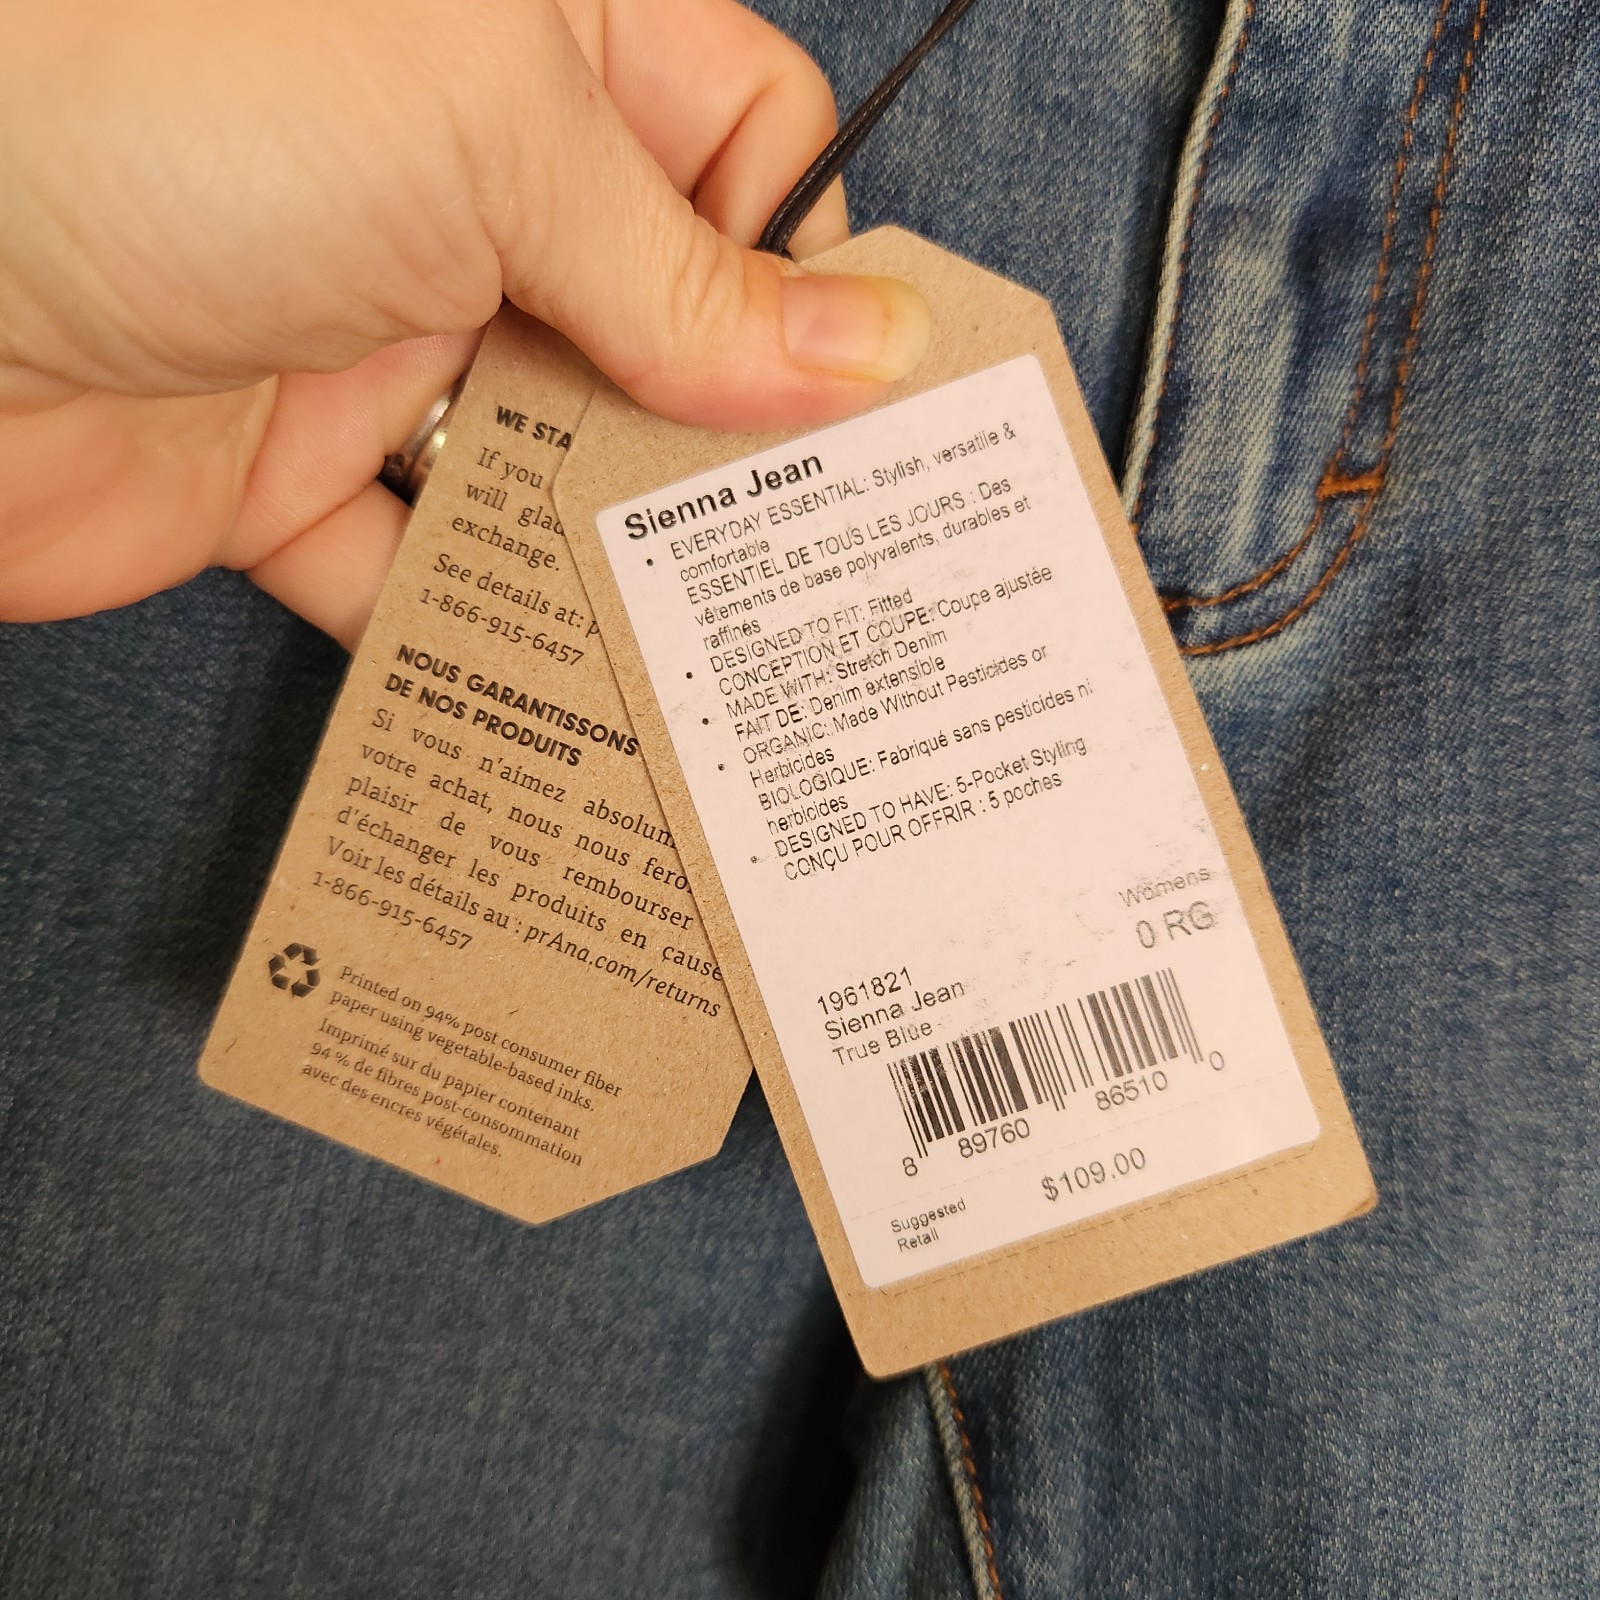 WE STA
If you
will glad
exchange.
See details at: p
1-866-915-6457
NOUS GARANTISSONS
DE NOS PRODUITS
Si vous n'aimez absolum
votre achat, nous nous fero
plaisir de vous rembourser
d'échanger les produits en cause
Voir les détails au : prAna.com/returns
1-866-915-6457
Printed on 94% post consumer fiber
paper using vegetable-based inks.
Imprimé sur du papier contenant
94 % de fibres post-consommation
avec des encres végétales.
Sienna Jean
• EVERYDAY ESSENTIAL: Stylish, versatile &
comfortable
ESSENTIEL DE TOUS LES JOURS : Des
vêtements de base polyvalents, durables et
raffinés
• DESIGNED TO FIT: Fitted
CONCEPTION ET COUPE: Coupe ajustée
• MADE WITH: Stretch Denim
FAIT DE: Denim extensible
• ORGANIC: Made Without Pesticides or
Herbicides
BIOLOGIQUE: Fabriqué sans pesticides ni
herbicides
• DESIGNED TO HAVE: 5-Pocket Styling
CONÇU POUR OFFRIR : 5 poches
Womens
0 RG
1961821
Sienna Jean
True Blue
8 89760 86510 0
Suggested
Retail
$109.00